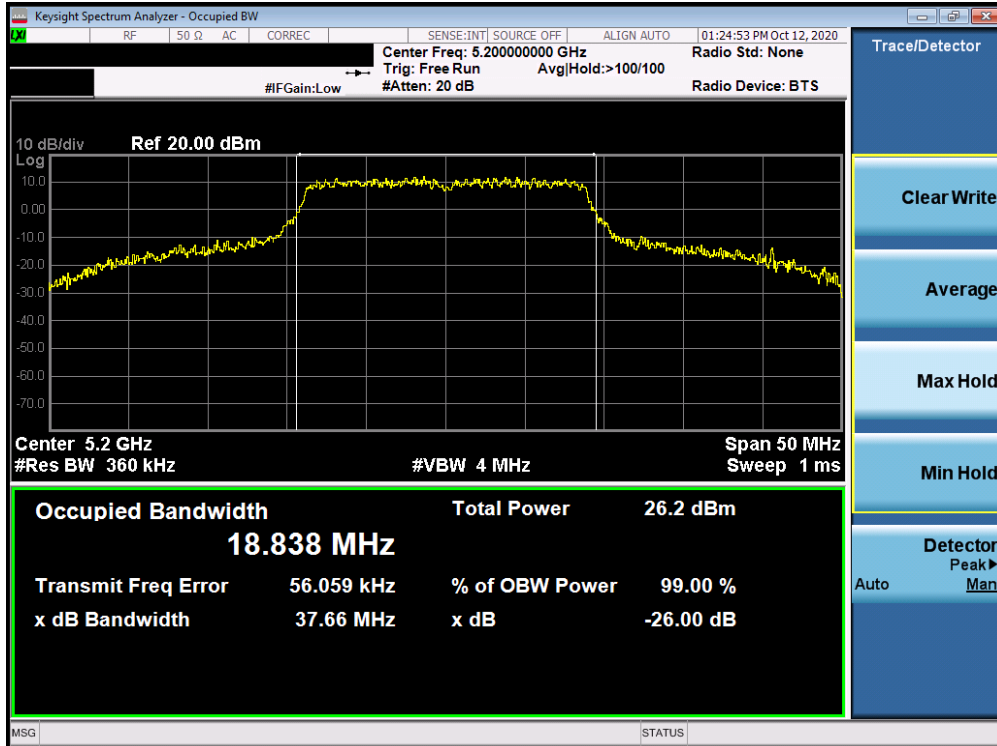 Keysight Spectrum Analyzer - Occupied BW
LXI RF 50 Ω AC CORREC SENSE:INT SOURCE OFF ALIGN AUTO 01:24:53 PM Oct 12, 2020
Center Freq: 5.200000000 GHz Radio Std: None
Trig: Free Run Avg|Hold:>100/100
#IFGain:Low #Atten: 20 dB Radio Device: BTS
10 dB/div Ref 20.00 dBm
Log
10.0
0.00
-10.0
-20.0
-30.0
-40.0
-50.0
-60.0
-70.0
Center 5.2 GHz Span 50 MHz
#Res BW 360 kHz #VBW 4 MHz Sweep 1 ms
Occupied Bandwidth Total Power 26.2 dBm
18.838 MHz
Transmit Freq Error 56.059 kHz % of OBW Power 99.00 %
x dB Bandwidth 37.66 MHz x dB -26.00 dB
MSG STATUS
Trace/Detector
Clear Write
Average
Max Hold
Min Hold
Detector
Peak▶
Auto Man